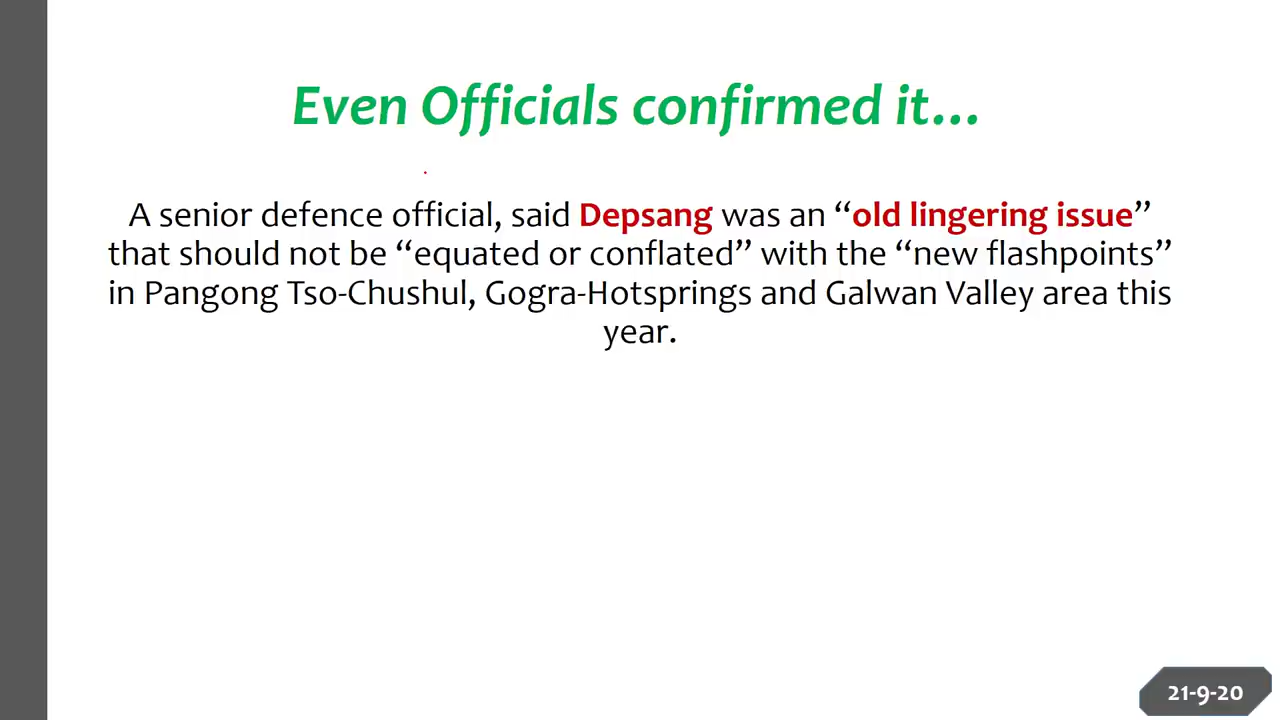 Even Officials confirmed it...
A senior defence official, said Depsang was an “old lingering issue”
that should not be “equated or conflated” with the “new flashpoints”
in Pangong Tso-Chushul, Gogra-Hotsprings and Galwan Valley area this
year.
21-9-20